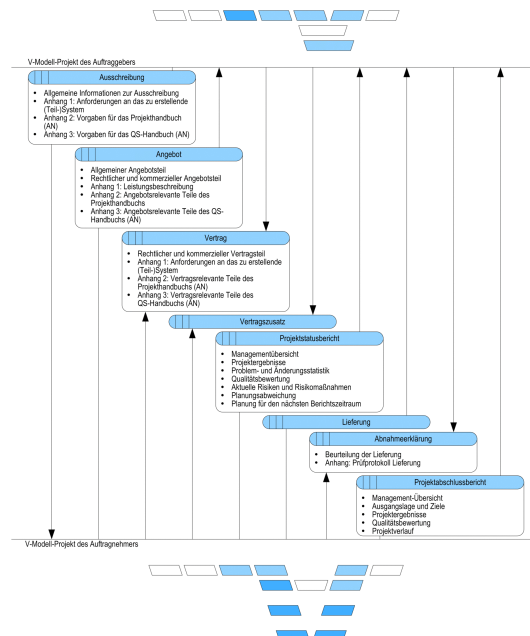 V-Modell-Projekt des Auftraggebers
Ausschreibung
• Allgemeine Informationen zur Ausschreibung
• Anhang 1: Anforderungen an das zu erstellende
(Teil-)System
• Anhang 2: Vorgaben für das Projekthandbuch
(AN)
• Anhang 3: Vorgaben für das QS-Handbuch (AN)
Angebot
• Allgemeiner Angebotsteil
• Rechtlicher und kommerzieller Angebotsteil
• Anhang 1: Leistungsbeschreibung
• Anhang 2: Angebotsrelevante Teile des
Projekthandbuchs
• Anhang 3: Angebotsrelevante Teile des QS-
Handbuchs (AN)
Vertrag
• Rechtlicher und kommerzieller Vertragsteil
• Anhang 1: Anforderungen an das zu erstellende
(Teil-)System
• Anhang 2: Vertragsrelevante Teile des
Projekthandbuchs (AN)
• Anhang 3: Vertragsrelevante Teile des
QS-Handbuchs (AN)
Vertragszusatz
Projektstatusbericht
• Managementübersicht
• Projektergebnisse
• Problem- und Änderungsstatistik
• Qualitätsbewertung
• Aktuelle Risiken und Risikomaßnahmen
• Planungsabweichung
• Planung für den nächsten Berichtszeitraum
Lieferung
Abnahmeerklärung
• Beurteilung der Lieferung
• Anhang: Prüfprotokoll Lieferung
Projektabschlussbericht
• Management-Übersicht
• Ausgangslage und Ziele
• Projektergebnisse
• Qualitätsbewertung
• Projektverlauf
V-Modell-Projekt des Auftragnehmers